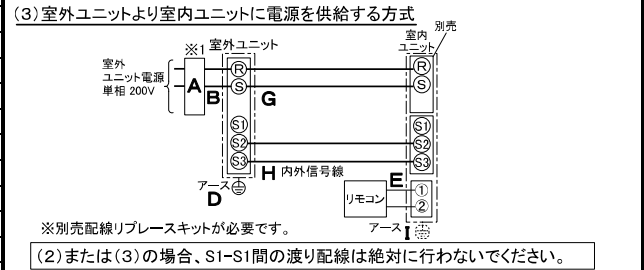 (3)室外ユニットより室内ユニットに電源を供給する方式
別売
※1 室外ユニット
室内
ユニット
室外
ユニット電源
単相 200V
A
B
R
S
G
R
S
S1
S2
S3
S1
S2
S3
H 内外信号線
アース
D
E
リモコン
①
②
アース I
※別売配線リプレースキットが必要です。
(2)または(3)の場合、S1-S1間の渡り配線は絶対に行わないでください。